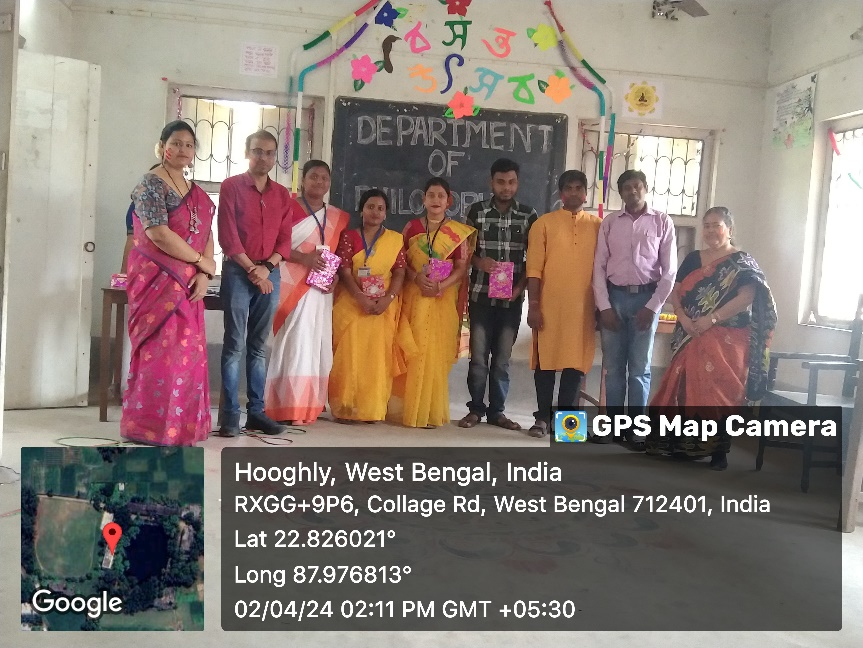 বসন্ত
উৎসব
DEPARTMENT
OF
GPS Map Camera
Hooghly, West Bengal, India
RXGG+9P6, Collage Rd, West Bengal 712401, India
Lat 22.826021°
Long 87.976813°
02/04/24 02:11 PM GMT +05:30
Google